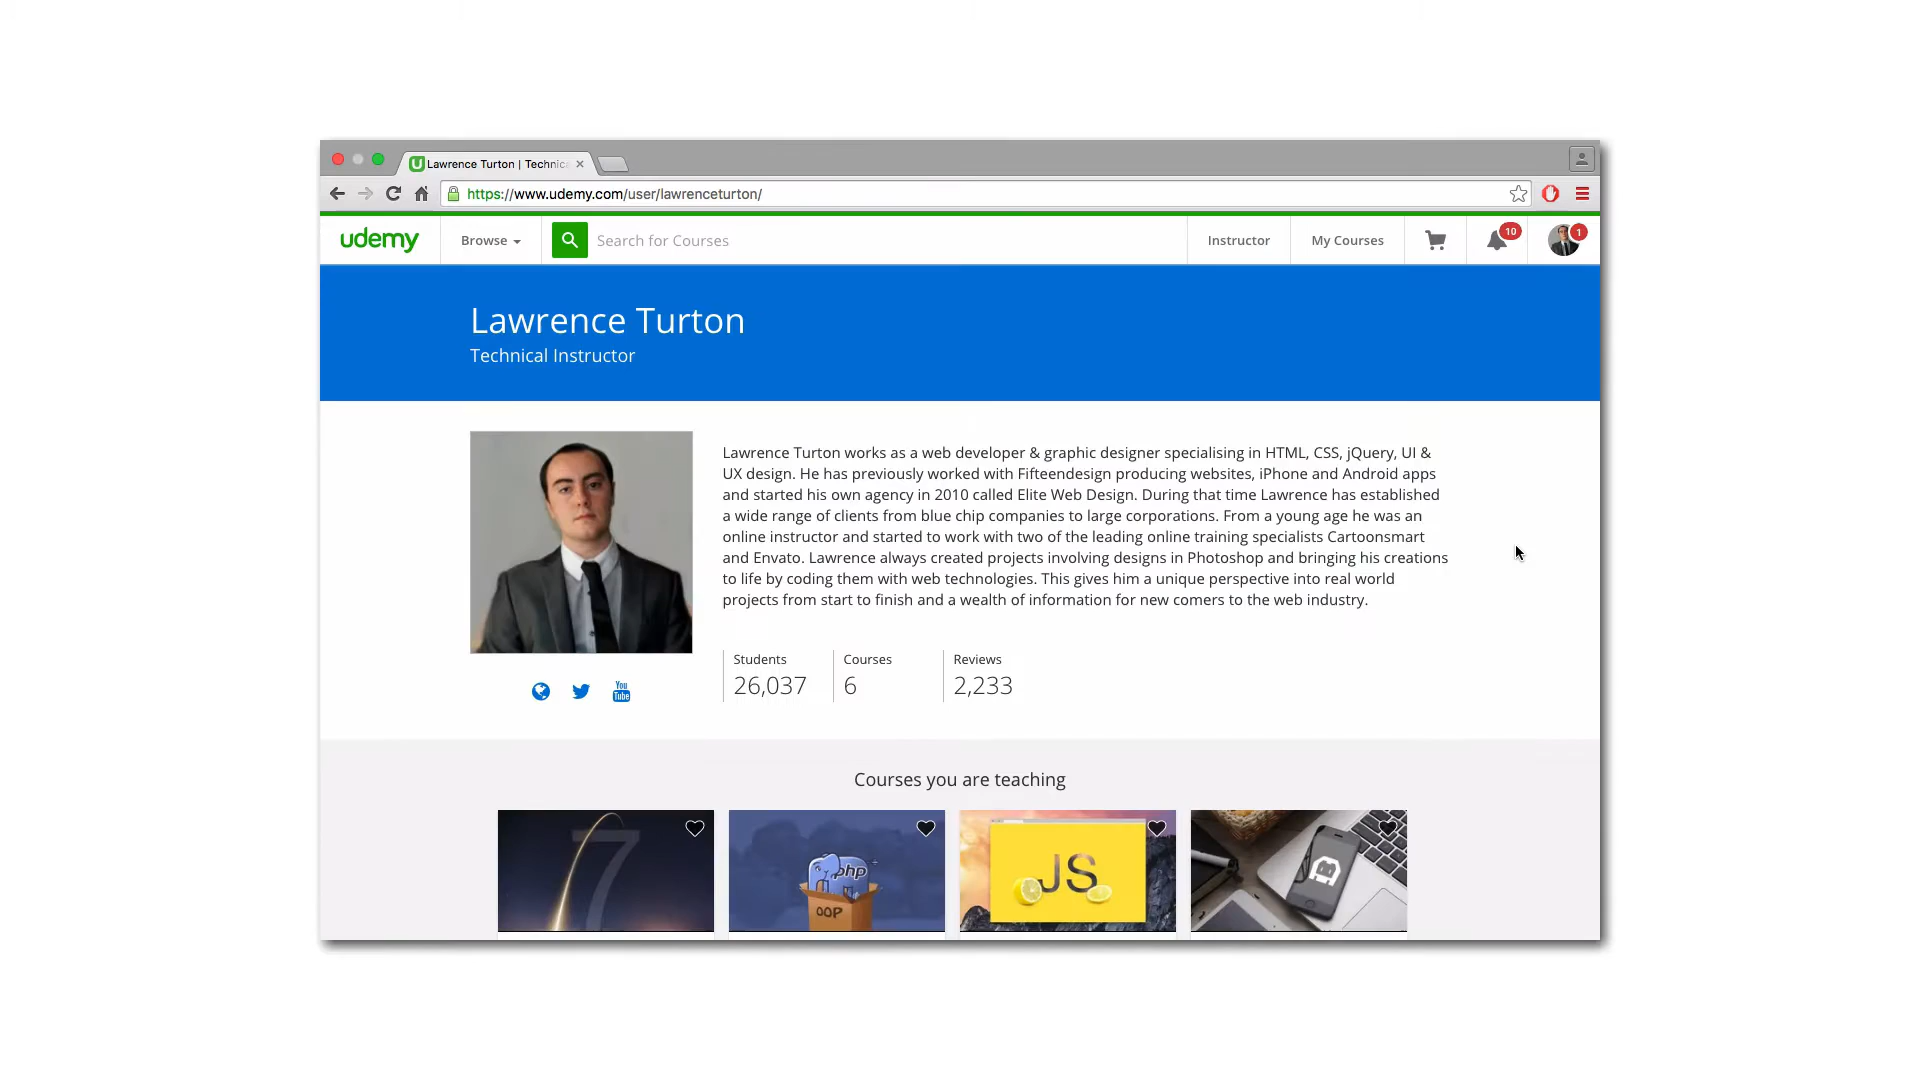 Lawrence Turton | Technic
https://www.udemy.com/user/lawrenceturton/
udemy
Browse
Search for Courses
Instructor
My Courses
10
1
Lawrence Turton
Technical Instructor
Lawrence Turton works as a web developer & graphic designer specialising in HTML, CSS, jQuery, UI &
UX design. He has previously worked with Fifteendesign producing websites, iPhone and Android apps
and started his own agency in 2010 called Elite Web Design. During that time Lawrence has established
a wide range of clients from blue chip companies to large corporations. From a young age he was an
online instructor and started to work with two of the leading online training specialists Cartoonsmart
and Envato. Lawrence always created projects involving designs in Photoshop and bringing his creations
to life by coding them with web technologies. This gives him a unique perspective into real world
projects from start to finish and a wealth of information for new comers to the web industry.
Students
26,037
Courses
6
Reviews
2,233
You
Tube
Courses you are teaching
7
php
OOP
JS